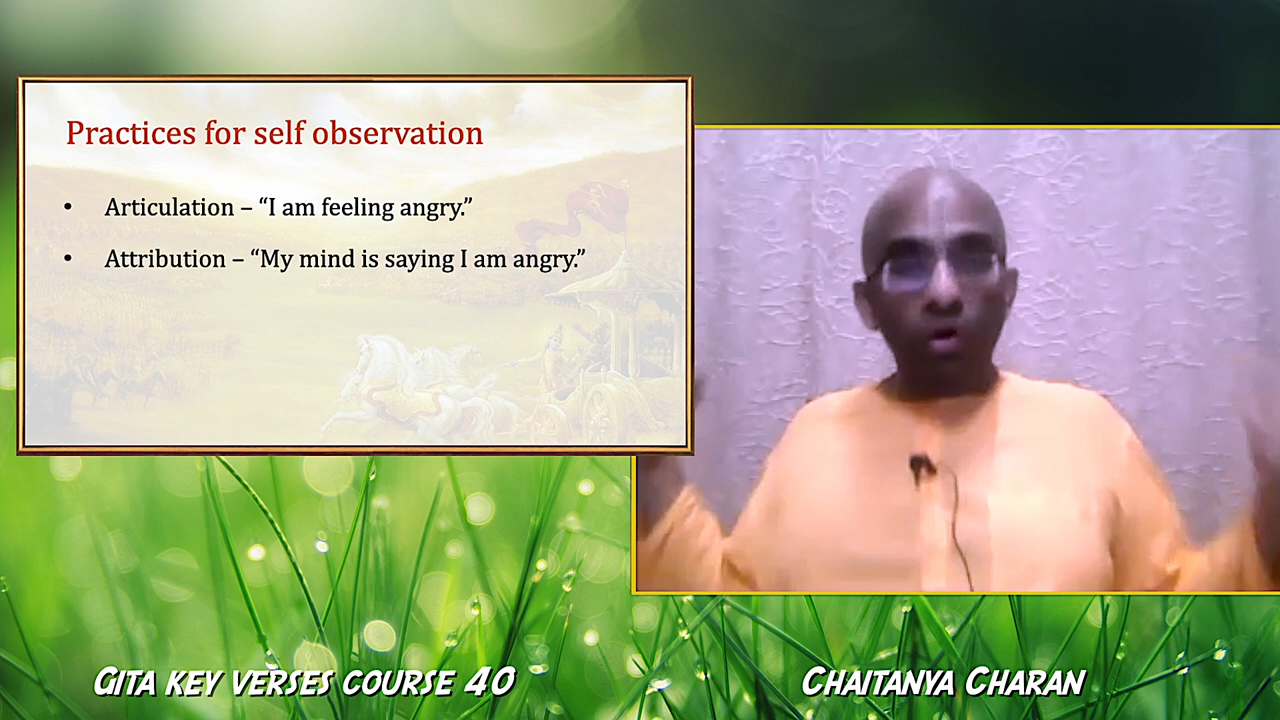 Practices for self observation
• Articulation – “I am feeling angry.”
• Attribution – “My mind is saying I am angry.”
Gita key verses course 40
Chaitanya Charan